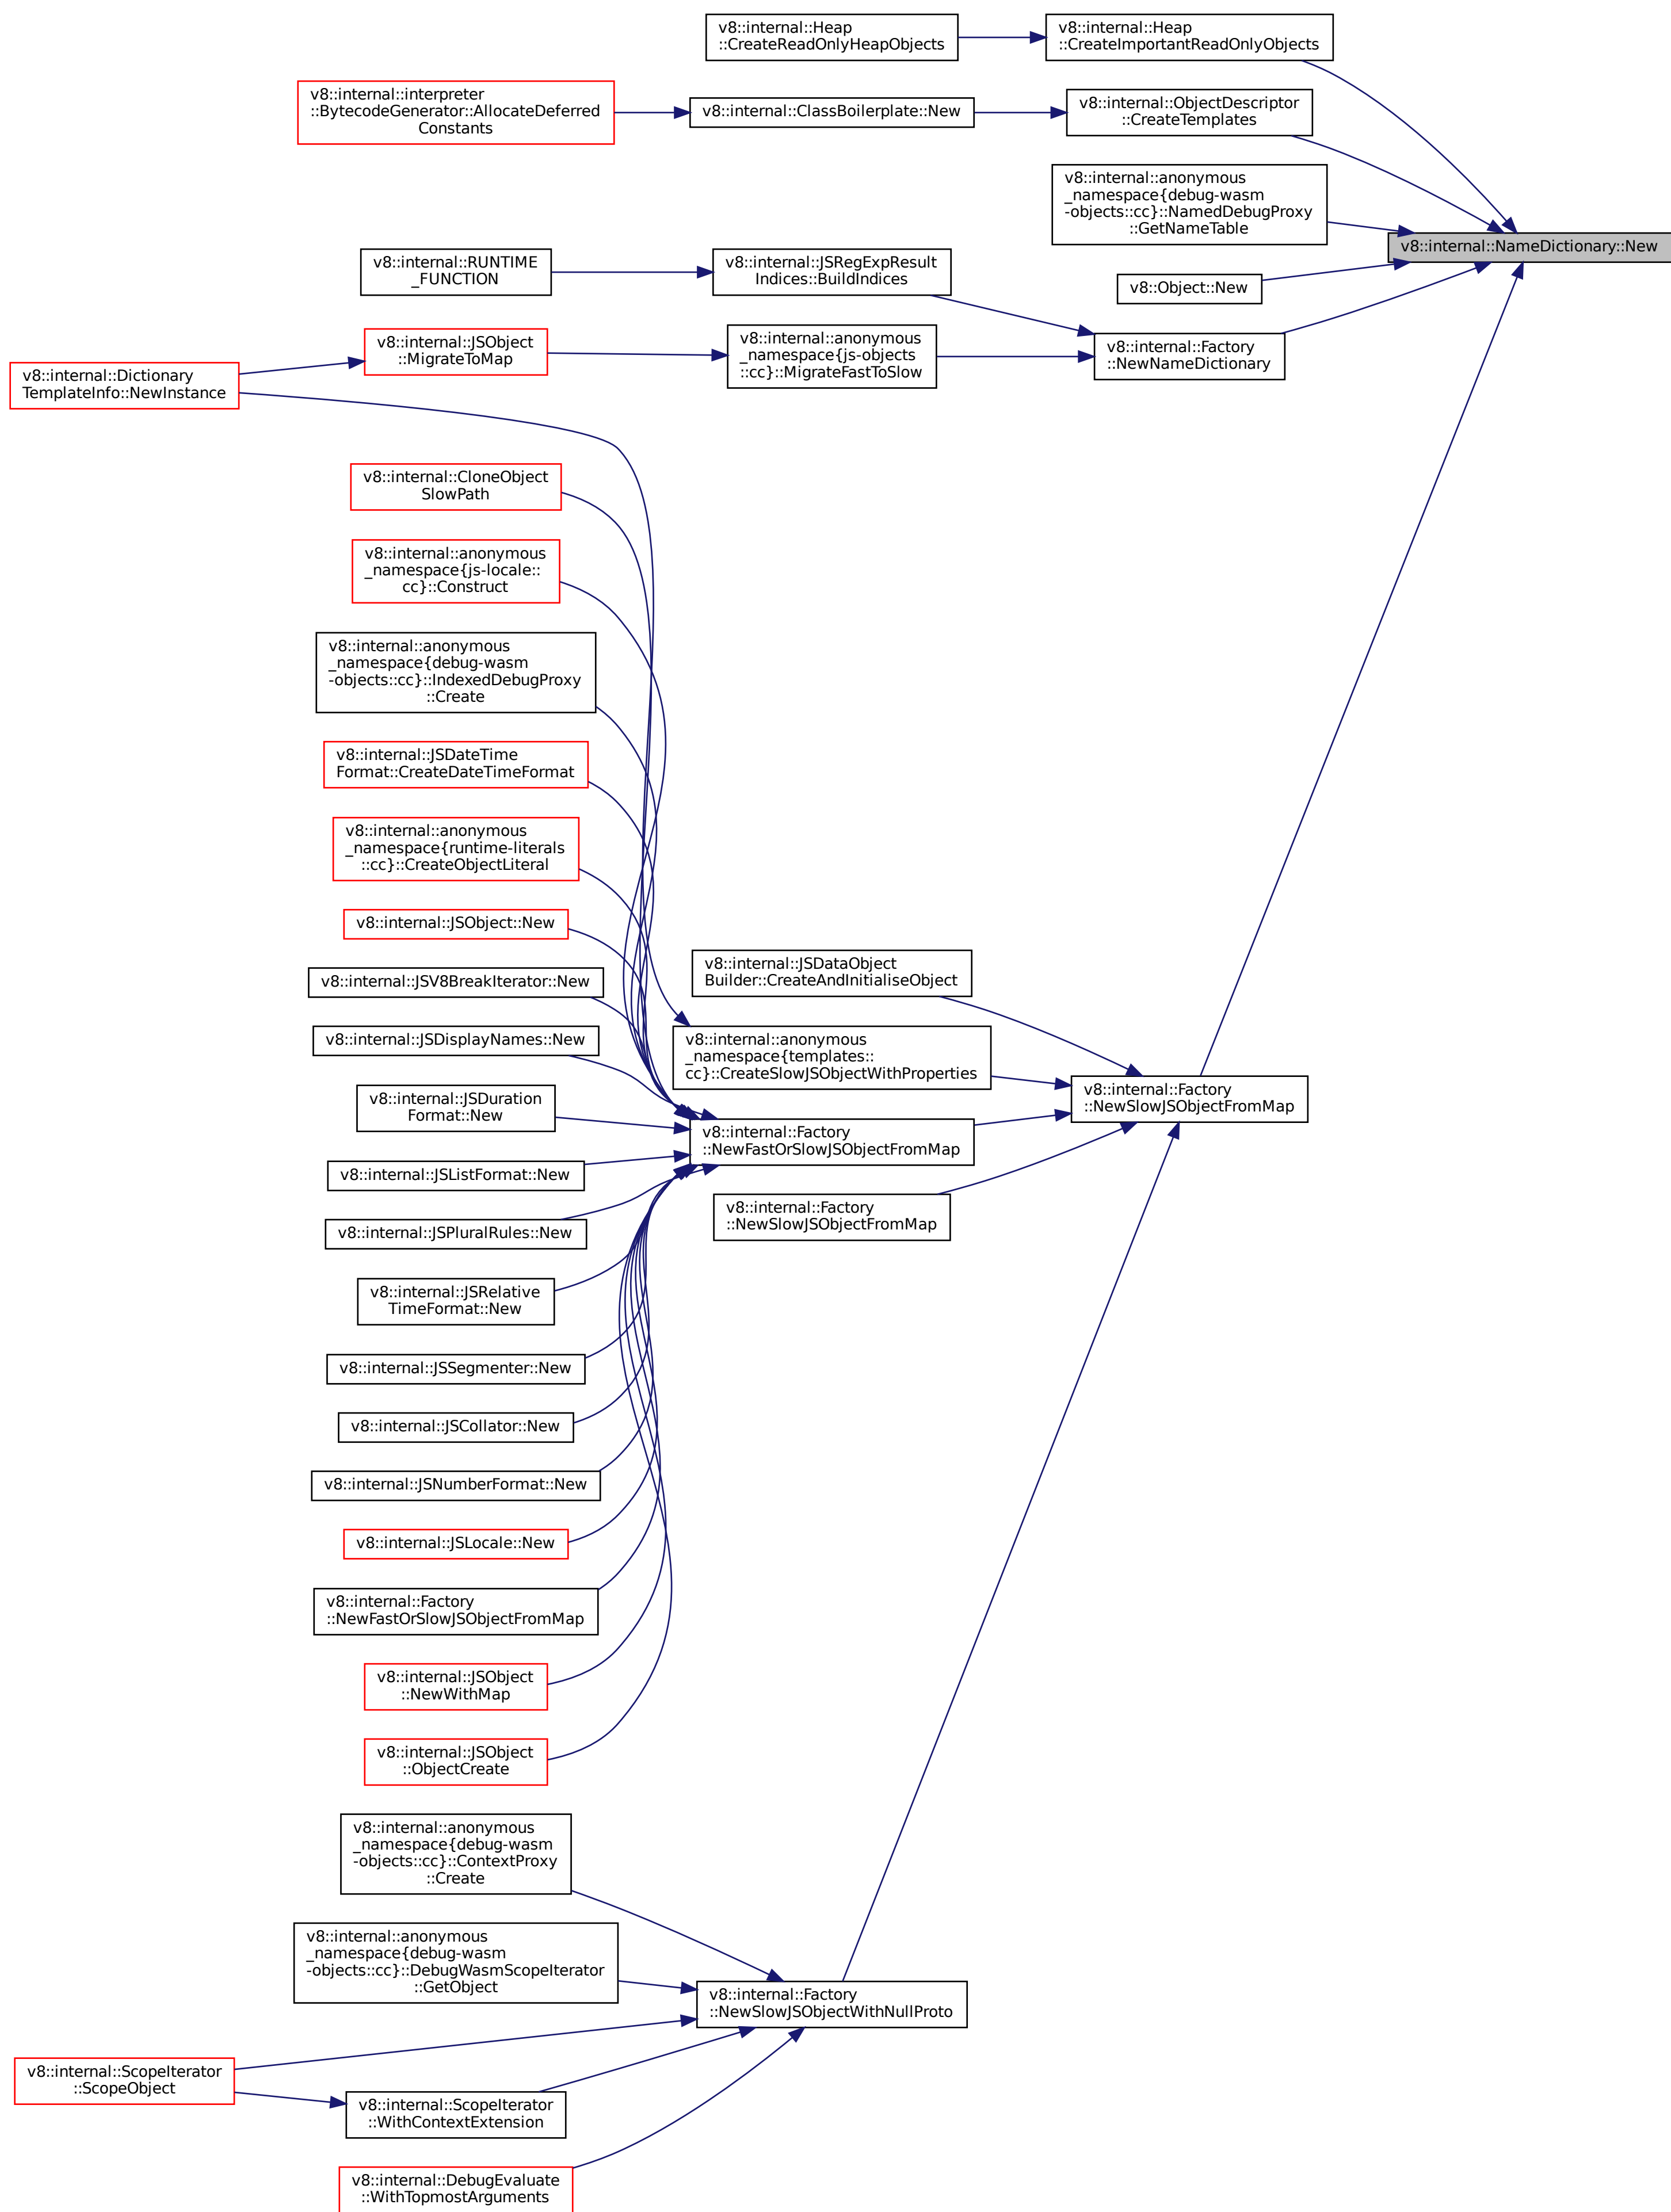 v8::internal::Heap
::CreateReadOnlyHeapObjects
v8::internal::Heap
::CreateImportantReadOnlyObjects
v8::internal::interpreter
::BytecodeGenerator::AllocateDeferred
Constants
v8::internal::ClassBoilerplate::New
v8::internal::ObjectDescriptor
::CreateTemplates
v8::internal::anonymous
_namespace{debug-wasm
-objects::cc}::NamedDebugProxy
::GetNameTable
v8::internal::NameDictionary::New
v8::internal::RUNTIME
_FUNCTION
v8::internal::JSRegExpResult
Indices::BuildIndices
v8::Object::New
v8::internal::JSObject
::MigrateToMap
v8::internal::anonymous
_namespace{js-objects
::cc}::MigrateFastToSlow
v8::internal::Factory
::NewNameDictionary
v8::internal::Dictionary
TemplateInfo::NewInstance
v8::internal::CloneObject
SlowPath
v8::internal::anonymous
_namespace{js-locale::
cc}::Construct
v8::internal::anonymous
_namespace{debug-wasm
-objects::cc}::IndexedDebugProxy
::Create
v8::internal::JSDateTime
Format::CreateDateTimeFormat
v8::internal::anonymous
_namespace{runtime-literals
::cc}::CreateObjectLiteral
v8::internal::JSObject::New
v8::internal::JSV8BreakIterator::New
v8::internal::JSDataObject
Builder::CreateAndInitialiseObject
v8::internal::JSDisplayNames::New
v8::internal::anonymous
_namespace{templates::
cc}::CreateSlowJSObjectWithProperties
v8::internal::Factory
::NewSlowJSObjectFromMap
v8::internal::JSDuration
Format::New
v8::internal::Factory
::NewFastOrSlowJSObjectFromMap
v8::internal::JSListFormat::New
v8::internal::Factory
::NewSlowJSObjectFromMap
v8::internal::JSPluralRules::New
v8::internal::JSRelative
TimeFormat::New
v8::internal::JSSegmenter::New
v8::internal::JSCollator::New
v8::internal::JSNumberFormat::New
v8::internal::JSLocale::New
v8::internal::Factory
::NewFastOrSlowJSObjectFromMap
v8::internal::JSObject
::NewWithMap
v8::internal::JSObject
::ObjectCreate
v8::internal::anonymous
_namespace{debug-wasm
-objects::cc}::ContextProxy
::Create
v8::internal::anonymous
_namespace{debug-wasm
-objects::cc}::DebugWasmScopeIterator
::GetObject
v8::internal::Factory
::NewSlowJSObjectWithNullProto
v8::internal::ScopeIterator
::ScopeObject
v8::internal::ScopeIterator
::WithContextExtension
v8::internal::DebugEvaluate
::WithTopmostArguments